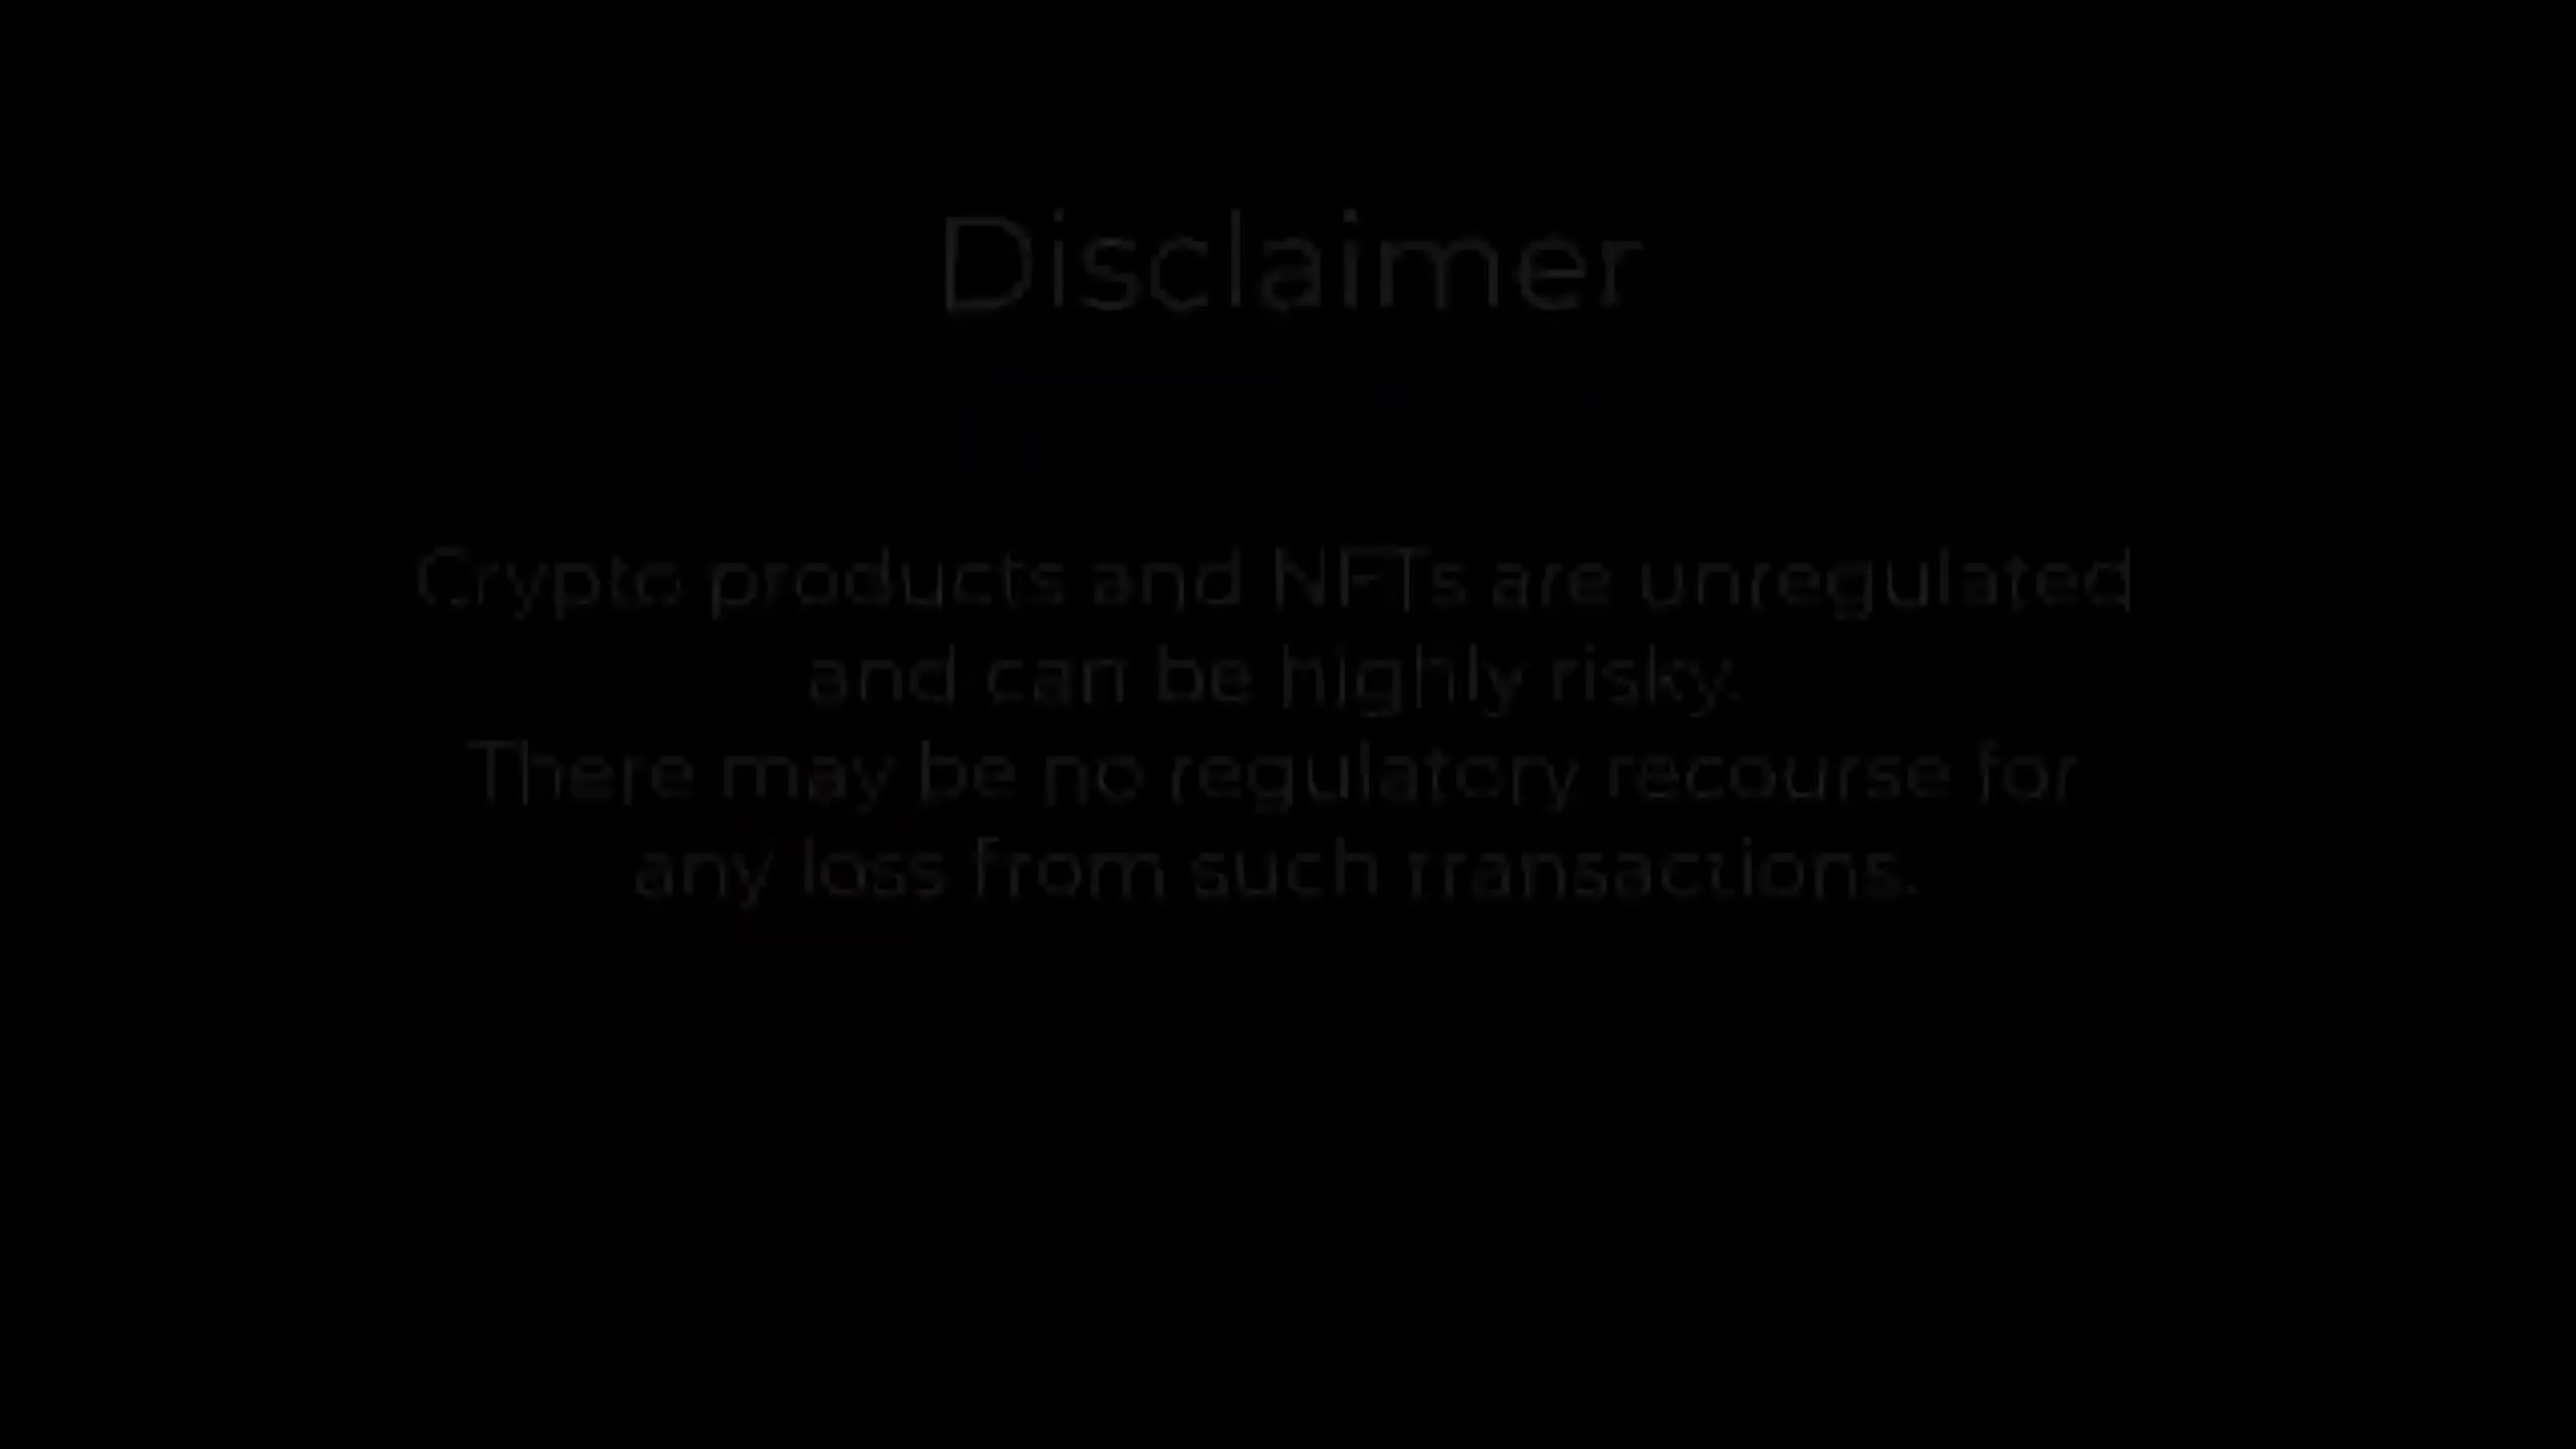 Disclaimer
Crypto products and NFTs are unregulated
and can be highly risky.
There may be no regulatory recourse for
any loss from such transactions.